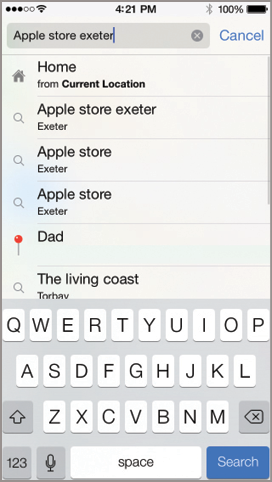 4:21 PM 100%
Apple store exeter Cancel
Home
from Current Location
Apple store exeter
Exeter
Apple store
Exeter
Apple store
Exeter
Dad
The living coast
Torbay
Q W E R T Y U I O P
A S D F G H J K L
Z X C V B N M
123 space Search